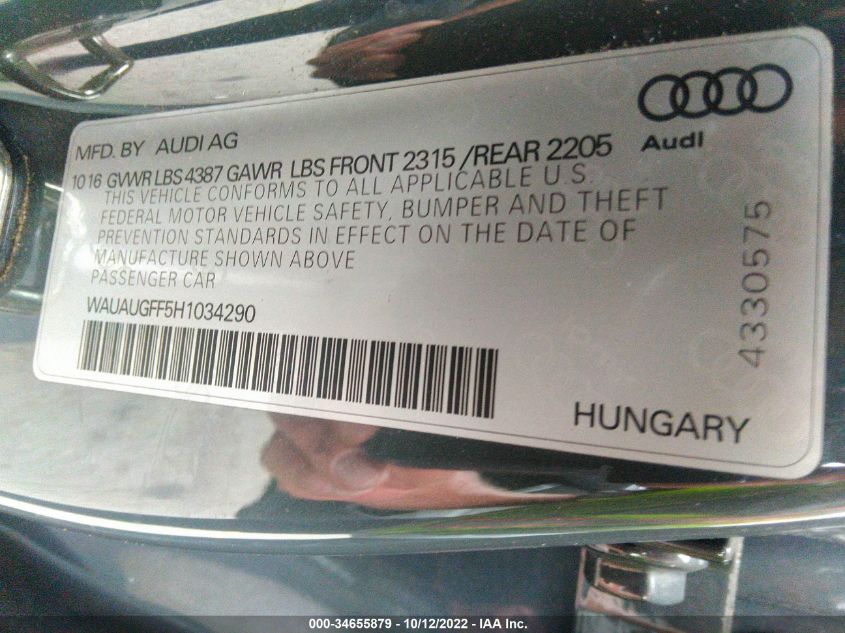 MFD. BY AUDI AG
10 16 GVWR LBS 4387 GAWR LBS FRONT 2315 /REAR 2205
THIS VEHICLE CONFORMS TO ALL APPLICABLE U.S.
FEDERAL MOTOR VEHICLE SAFETY, BUMPER AND THEFT
PREVENTION STANDARDS IN EFFECT ON THE DATE OF
MANUFACTURE SHOWN ABOVE
PASSENGER CAR
WAUAUGFF5H1034290
Audi
4330575
HUNGARY
000-34655879 - 10/12/2022 - IAA Inc.